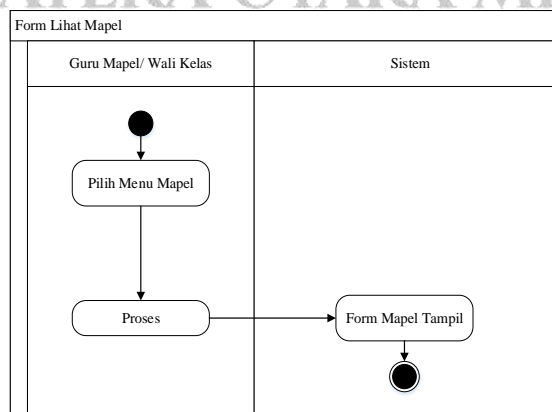 Form Lihat Mapel
Guru Mapel/ Wali Kelas
Sistem
Pilih Menu Mapel
Proses
Form Mapel Tampil